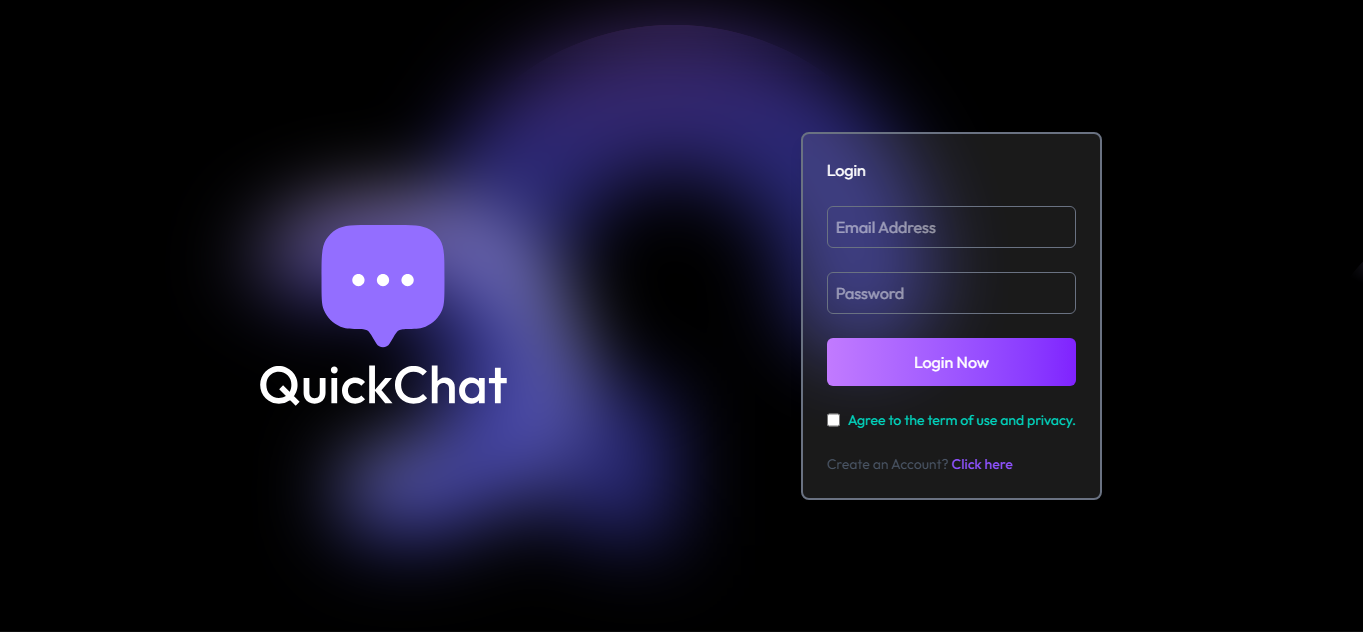 QuickChat
Login
Email Address
Password
Login Now
Agree to the term of use and privacy.
Create an Account? Click here